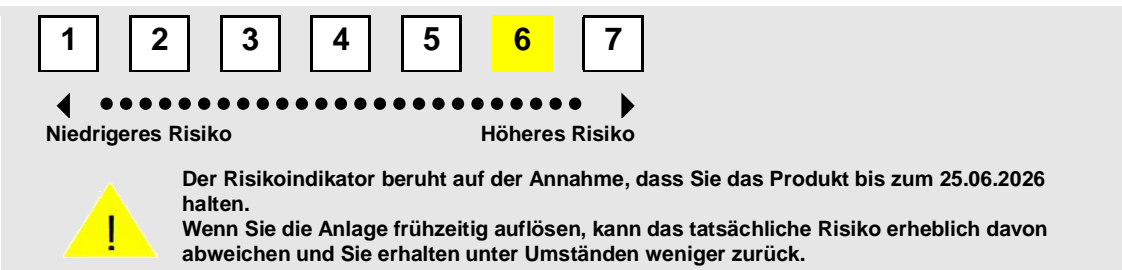 1 2 3 4 5 6 7
Niedrigeres Risiko Höheres Risiko
Der Risikoindikator beruht auf der Annahme, dass Sie das Produkt bis zum 25.06.2026
halten.
Wenn Sie die Anlage frühzeitig auflösen, kann das tatsächliche Risiko erheblich davon
abweichen und Sie erhalten unter Umständen weniger zurück.
!